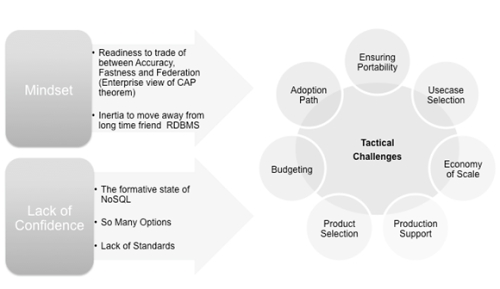 Mindset
• Readiness to trade of
between Accuracy,
Fastness and Federation
(Enterprise view of CAP
theorem)
• Inertia to move away from
long time friend RDBMS
Lack of
Confidence
• The formative state of
NoSQL
• So Many Options
• Lack of Standards
Ensuring
Portability
Adoption
Path
Usecase
Selection
Tactical
Challenges
Budgeting
Economy
of Scale
Product
Selection
Production
Support